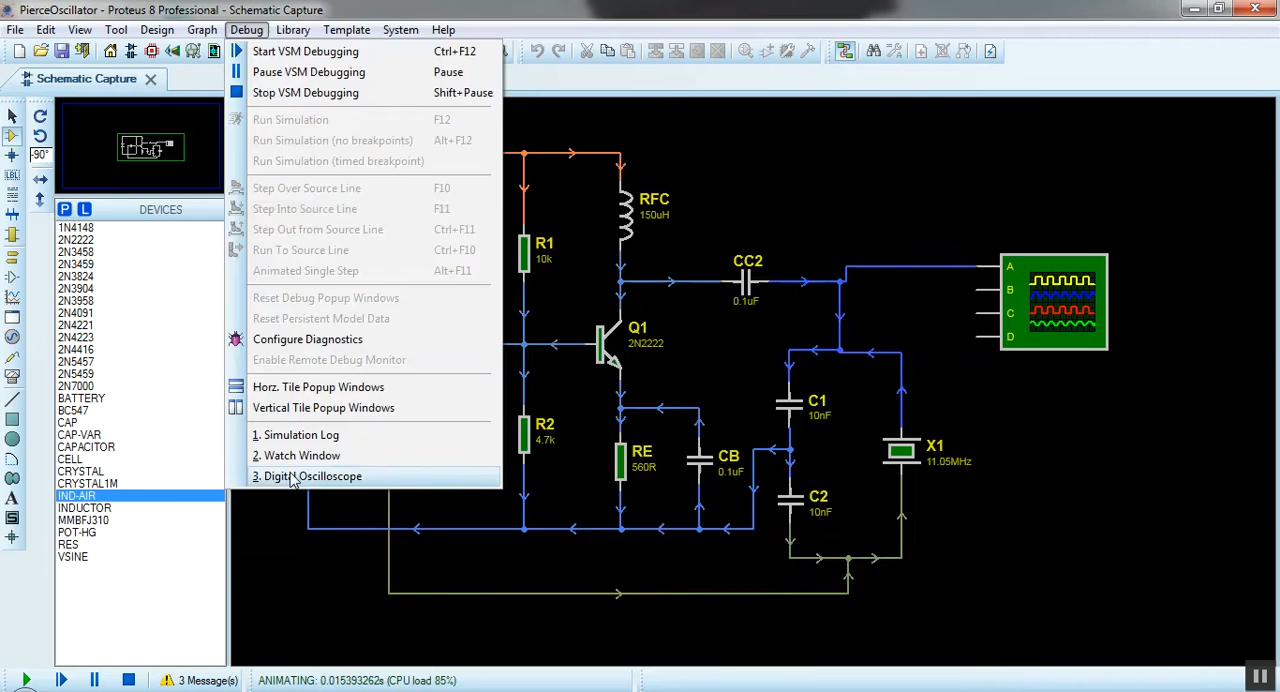 PierceOscillator - Proteus 8 Professional - Schematic Capture
File Edit View Tool Design Graph Debug Library Template System Help
Schematic Capture
Start VSM Debugging Ctrl+F12
Pause VSM Debugging Pause
Stop VSM Debugging Shift+Pause
Run Simulation F12
Run Simulation (no breakpoints) Alt+F12
Run Simulation (timed breakpoint)
Step Over Source Line F10
Step Into Source Line F11
Step Out from Source Line Ctrl+F11
Run To Source Line Ctrl+F10
Animated Single Step Alt+F11
Reset Debug Popup Windows
Reset Persistent Model Data
Configure Diagnostics
Enable Remote Debug Monitor
Horz. Tile Popup Windows
Vertical Tile Popup Windows
1. Simulation Log
2. Watch Window
3. Digital Oscilloscope
-90°
LBL
A
S
P L DEVICES
1N4148
2N2222
2N3458
2N3459
2N3824
2N3904
2N3958
2N4091
2N4221
2N4223
2N4416
2N5457
2N5459
2N7000
BATTERY
BC547
CAP
CAP-VAR
CAPACITOR
CELL
CRYSTAL
CRYSTAL1M
IND-AIR
INDUCTOR
MMBFJ310
POT-HG
RES
VSINE
RFC
150uH
R1
10k
CC2
0.1uF
Q1
2N2222
A
B
C
D
C1
10nF
R2
4.7k
RE
560R
CB
0.1uF
X1
11.05MHz
C2
10nF
3 Message(s) ANIMATING: 0.015393262s (CPU load 85%)